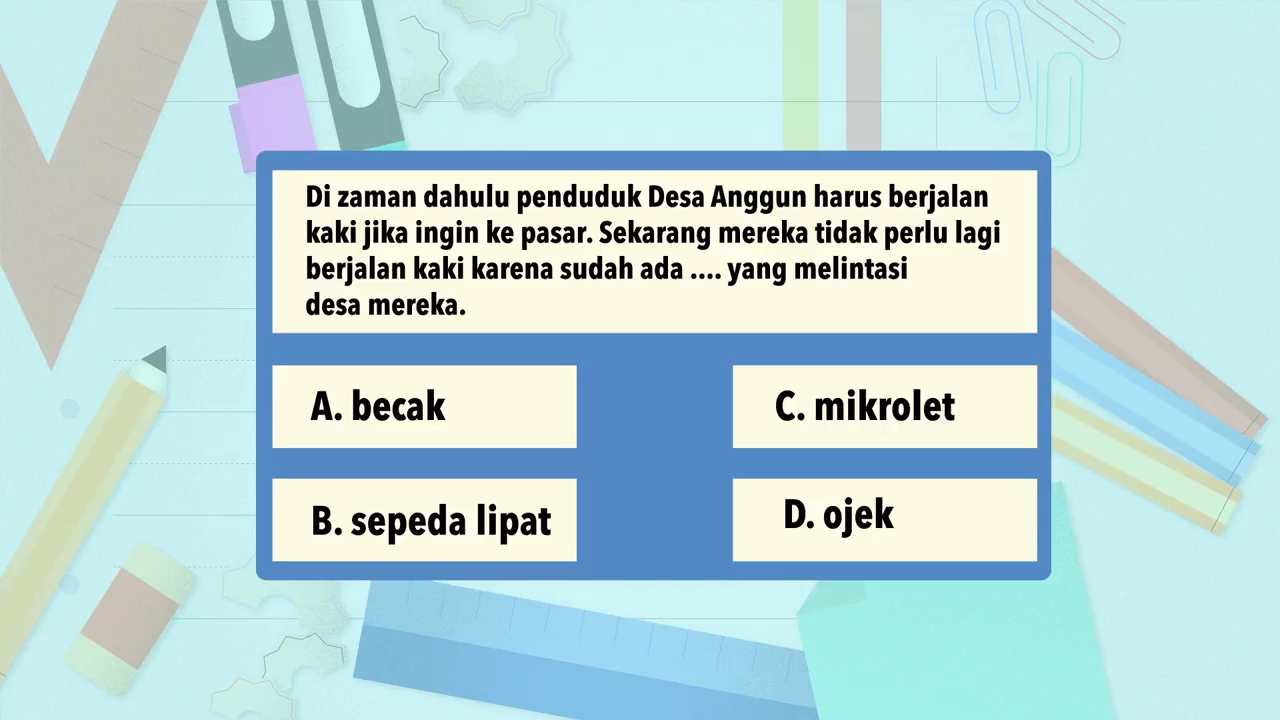 Di zaman dahulu penduduk Desa Anggun harus berjalan
kaki jika ingin ke pasar. Sekarang mereka tidak perlu lagi
berjalan kaki karena sudah ada .... yang melintasi
desa mereka.
A. becak
B. sepeda lipat
C. mikrolet
D. ojek